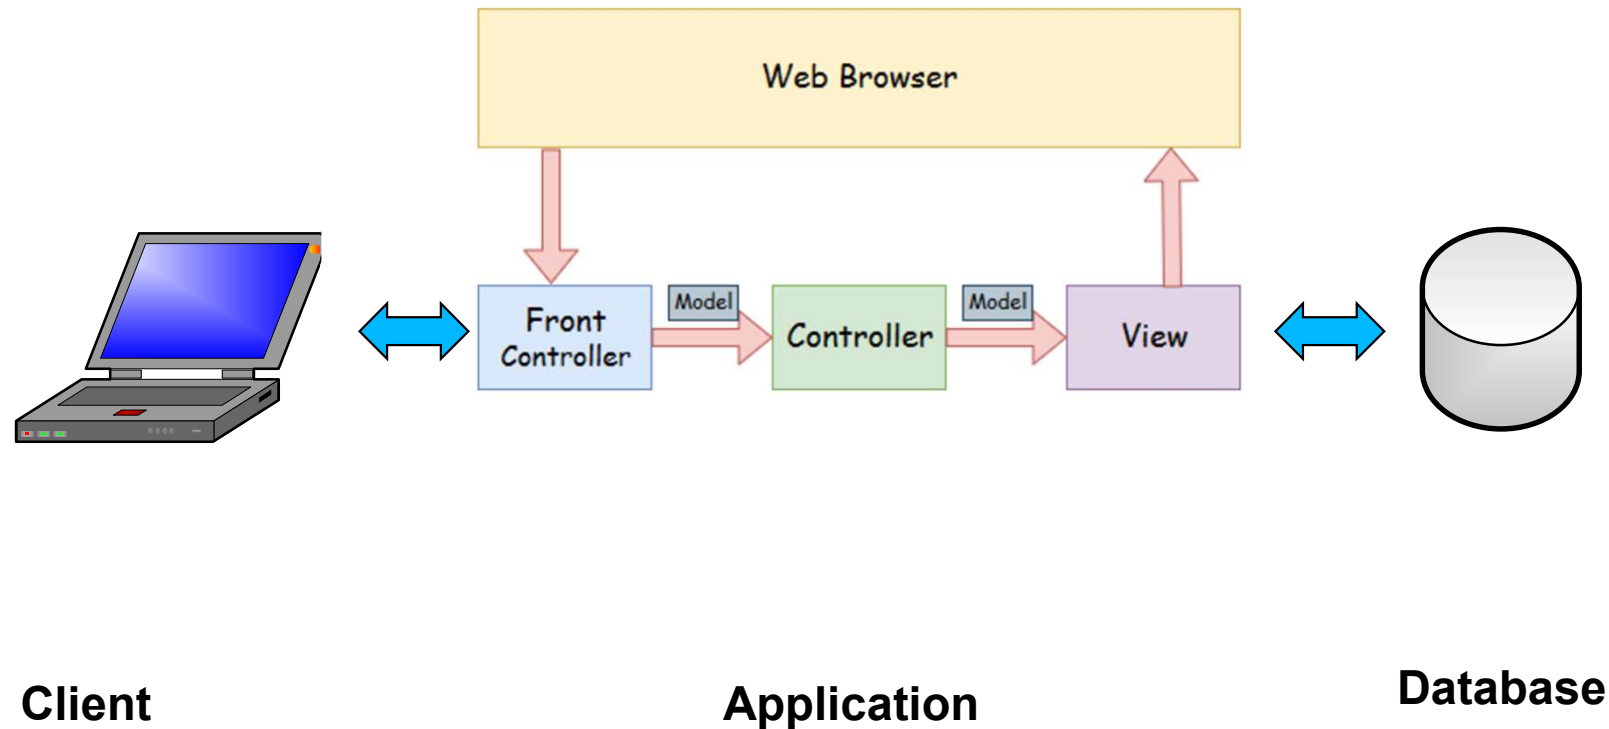 Web Browser
Front
Controller
Model
Controller
Model
View
Client
Application
Database